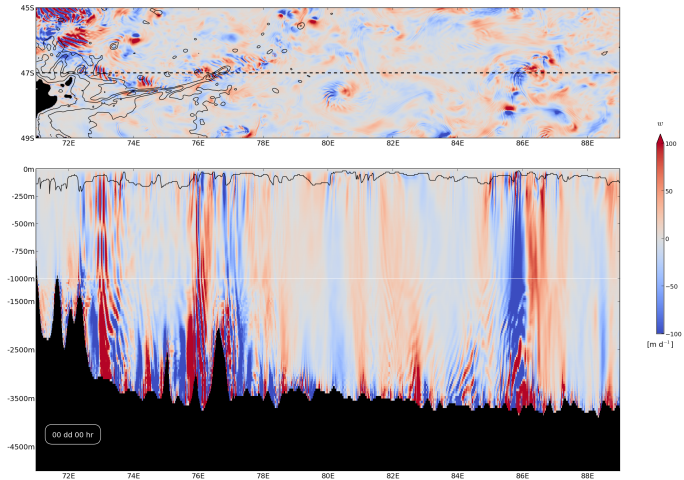 45S
47S
49S
72E 74E 76E 78E 80E 82E 84E 86E 88E
0m
-250m
-500m
-750m
-1000m
-1500m
-2500m
-3500m
-4500m
00 dd 00 hr
72E 74E 76E 78E 80E 82E 84E 86E 88E
w
100
50
0
−50
−100
[m d⁻¹]